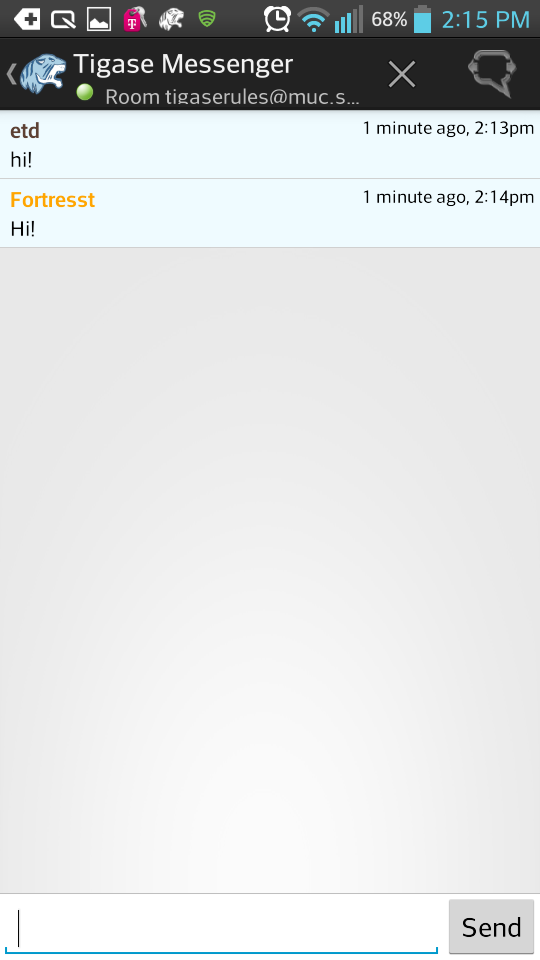 68% 2:15 PM
Tigase Messenger
Room tigaserules@muc.s...
etd 1 minute ago, 2:13pm
hi!
Fortresst 1 minute ago, 2:14pm
Hi!
Send